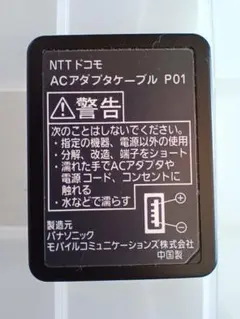 NTTドコモ
ACアダプタケーブル P01
⚠警告
次のことはしないでください。
・指定の機器、電源以外の使用
・分解、改造、端子をショート
・濡れた手でACアダプタや
電源コード、コンセントに
触れる
・水などで濡らす
⊕
⊖
製造元
パナソニック
モバイルコミュニケーションズ株式会社
中国製